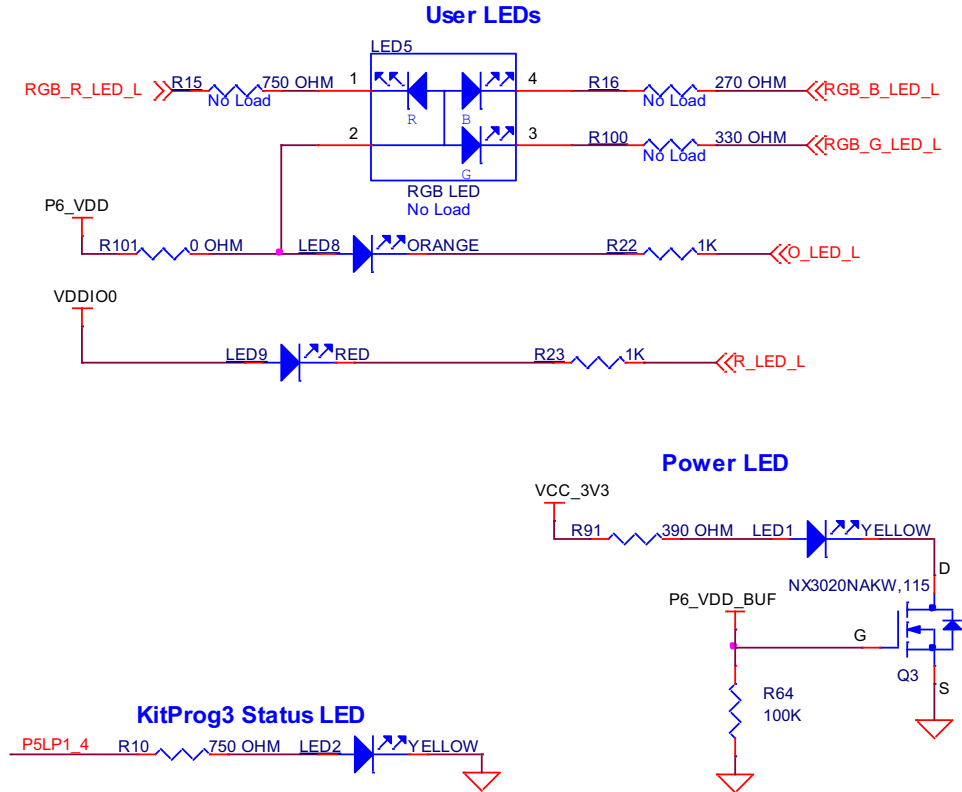 User LEDs
LED5
RGB_R_LED_L R15 750 OHM 1 4 R16 270 OHM RGB_B_LED_L
No Load No Load
R B
2 3 R100 330 OHM RGB_G_LED_L
No Load
G
RGB LED
No Load
P6_VDD
R101 0 OHM LED8 ORANGE R22 1K O_LED_L
VDDIO0
LED9 RED R23 1K R_LED_L
Power LED
VCC_3V3
R91 390 OHM LED1 YELLOW
D
NX3020NAKW,115
P6_VDD_BUF
G
Q3
S
R64
100K
KitProg3 Status LED
P5LP1_4 R10 750 OHM LED2 YELLOW